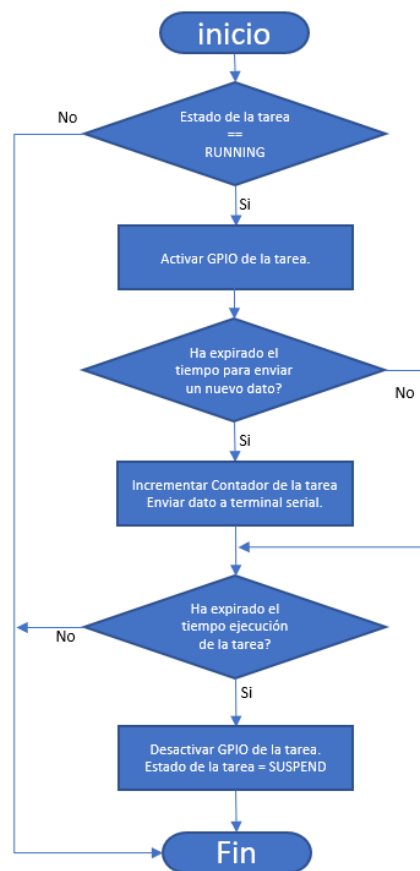 inicio
No
Estado de la tarea
==
RUNNING
Si
Activar GPIO de la tarea.
Ha expirado el
tiempo para enviar
un nuevo dato?
No
Si
Incrementar Contador de la tarea
Enviar dato a terminal serial.
Ha expirado el
tiempo ejecución
de la tarea?
No
Si
Desactivar GPIO de la tarea.
Estado de la tarea = SUSPEND
Fin